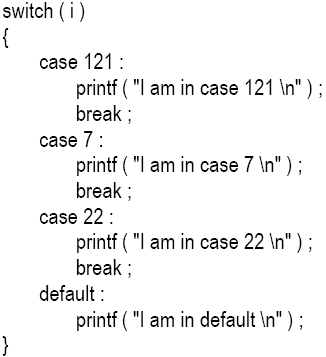 switch ( i )
{
case 121 :
printf ( "I am in case 121 \n" ) ;
break ;
case 7 :
printf ( "I am in case 7 \n" ) ;
break ;
case 22 :
printf ( "I am in case 22 \n" ) ;
break ;
default :
printf ( "I am in default \n" ) ;
}